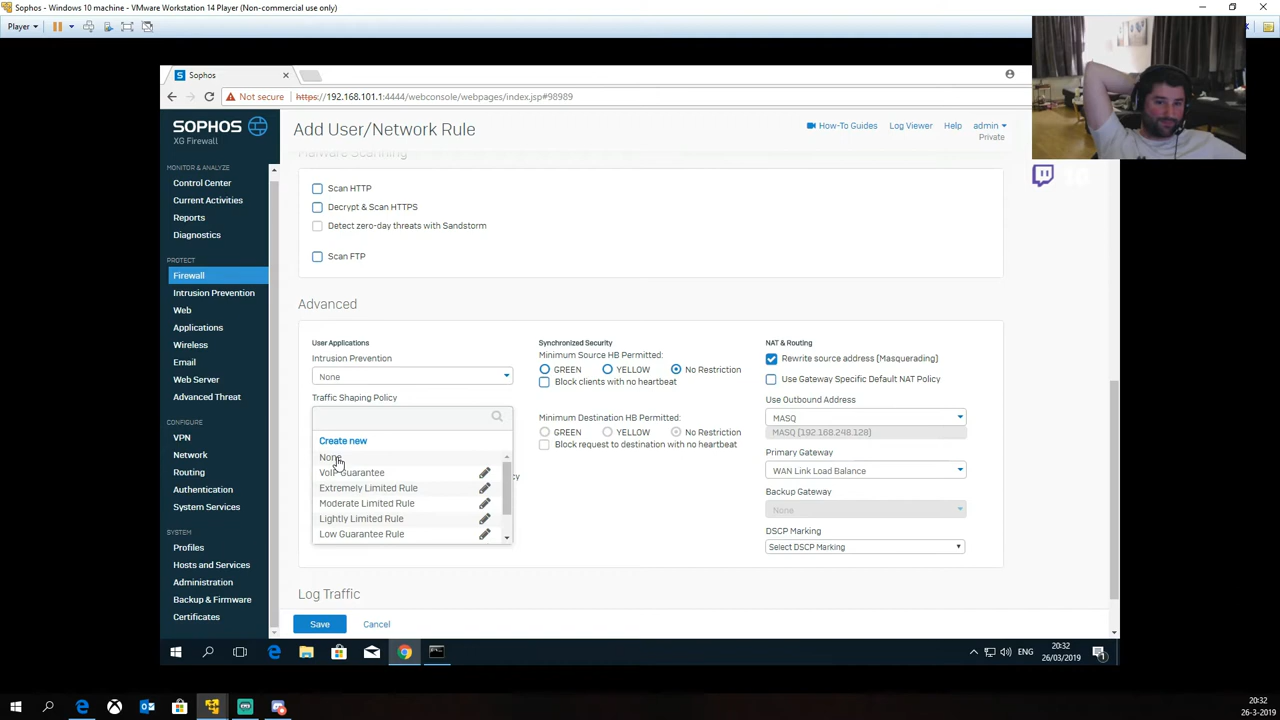 Sophos - Windows 10 machine - VMware Workstation 14 Player (Non-commercial use only)
Player
Sophos
Not secure
https://192.168.101.1:4444/webconsole/webpages/index.jsp#98989
SOPHOS
XG Firewall
Add User/Network Rule
How-To Guides
Log Viewer
Help
admin
Private
MONITOR & ANALYZE
Control Center
Current Activities
Reports
Diagnostics
PROTECT
Firewall
Intrusion Prevention
Web
Applications
Wireless
Email
Web Server
Advanced Threat
CONFIGURE
VPN
Network
Routing
Authentication
System Services
SYSTEM
Profiles
Hosts and Services
Administration
Backup & Firmware
Certificates
Malware Scanning
Scan HTTP
Decrypt & Scan HTTPS
Detect zero-day threats with Sandstorm
Scan FTP
Advanced
User Applications
Intrusion Prevention
None
Traffic Shaping Policy
Create new
None
VoIP Guarantee
Extremely Limited Rule
Moderate Limited Rule
Lightly Limited Rule
Low Guarantee Rule
Synchronized Security
Minimum Source HB Permitted:
GREEN YELLOW No Restriction
Block clients with no heartbeat
Minimum Destination HB Permitted:
GREEN YELLOW No Restriction
Block request to destination with no heartbeat
NAT & Routing
Rewrite source address (Masquerading)
Use Gateway Specific Default NAT Policy
Use Outbound Address
MASQ
MASQ [192.168.248.128]
Primary Gateway
WAN Link Load Balance
Backup Gateway
None
DSCP Marking
Select DSCP Marking
Log Traffic
Save
Cancel
ENG
20:32
26/03/2019
20:32
26-3-2019